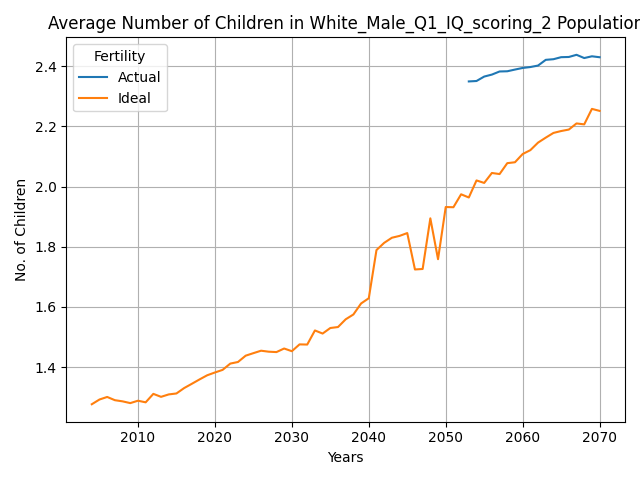 Average Number of Children in White_Male_Q1_IQ_scoring_2 Population
No. of Children
2.4
2.2
2.0
1.8
1.6
1.4
Fertility
Actual
Ideal
2010 2020 2030 2040 2050 2060 2070
Years